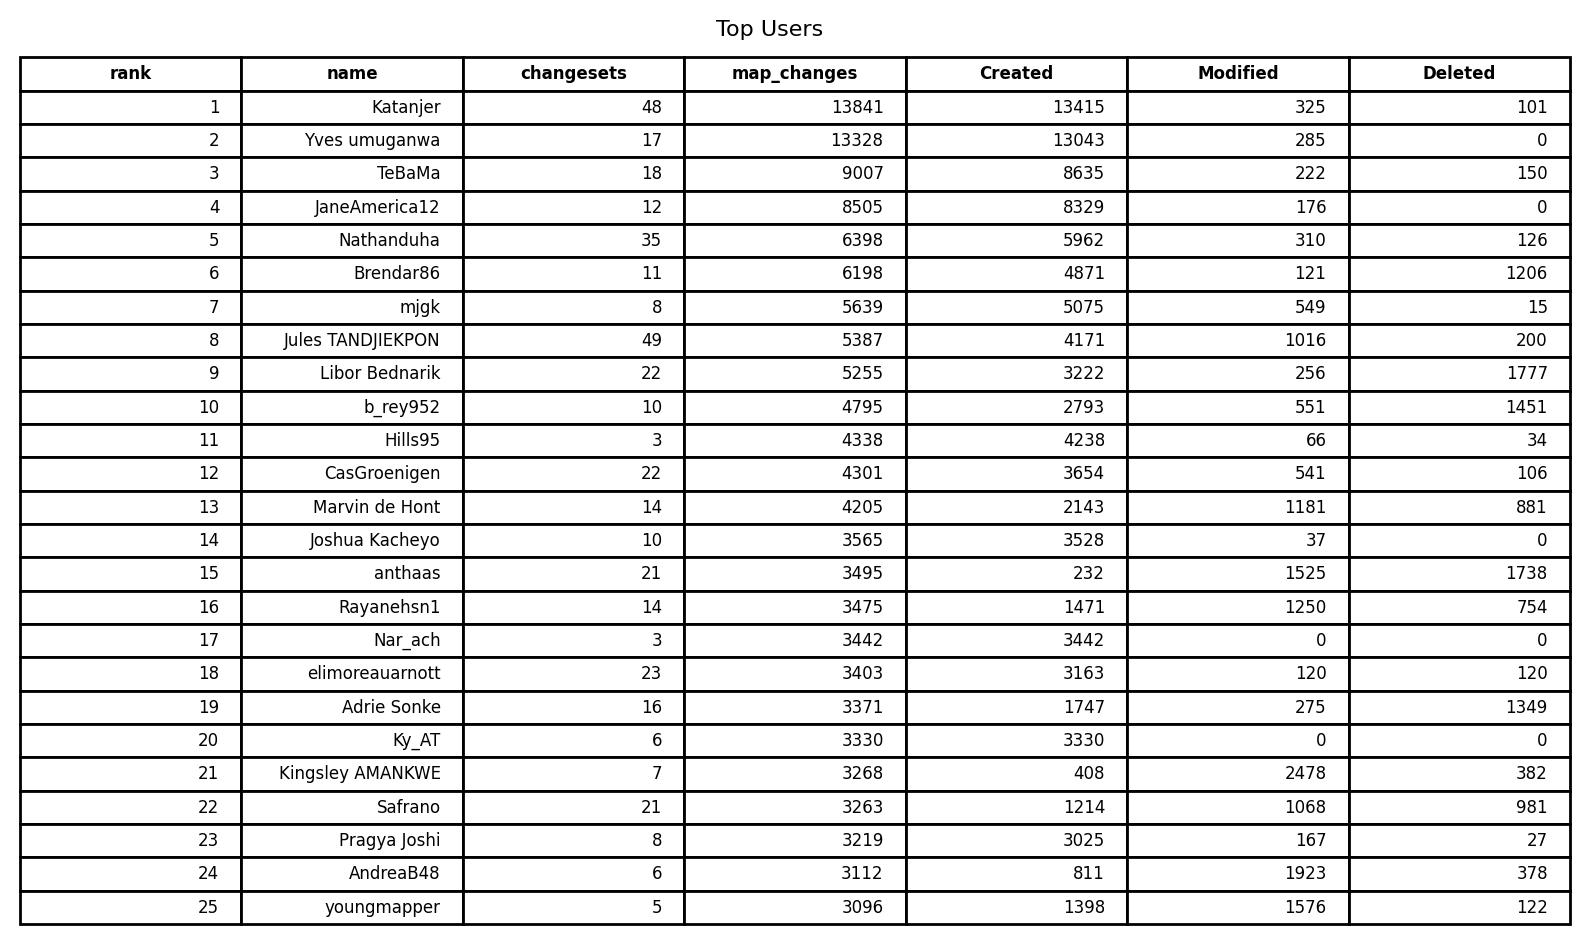 Top Users
rank name changesets map_changes Created Modified Deleted
1 Katanjer 48 13841 13415 325 101
2 Yves umuganwa 17 13328 13043 285 0
3 TeBaMa 18 9007 8635 222 150
4 JaneAmerica12 12 8505 8329 176 0
5 Nathanduha 35 6398 5962 310 126
6 Brendar86 11 6198 4871 121 1206
7 mjgk 8 5639 5075 549 15
8 Jules TANDJIEKPON 49 5387 4171 1016 200
9 Libor Bednarik 22 5255 3222 256 1777
10 b_rey952 10 4795 2793 551 1451
11 Hills95 3 4338 4238 66 34
12 CasGroenigen 22 4301 3654 541 106
13 Marvin de Hont 14 4205 2143 1181 881
14 Joshua Kacheyo 10 3565 3528 37 0
15 anthaas 21 3495 232 1525 1738
16 Rayanehsn1 14 3475 1471 1250 754
17 Nar_ach 3 3442 3442 0 0
18 elimoreauarnott 23 3403 3163 120 120
19 Adrie Sonke 16 3371 1747 275 1349
20 Ky_AT 6 3330 3330 0 0
21 Kingsley AMANKWE 7 3268 408 2478 382
22 Safrano 21 3263 1214 1068 981
23 Pragya Joshi 8 3219 3025 167 27
24 AndreaB48 6 3112 811 1923 378
25 youngmapper 5 3096 1398 1576 122